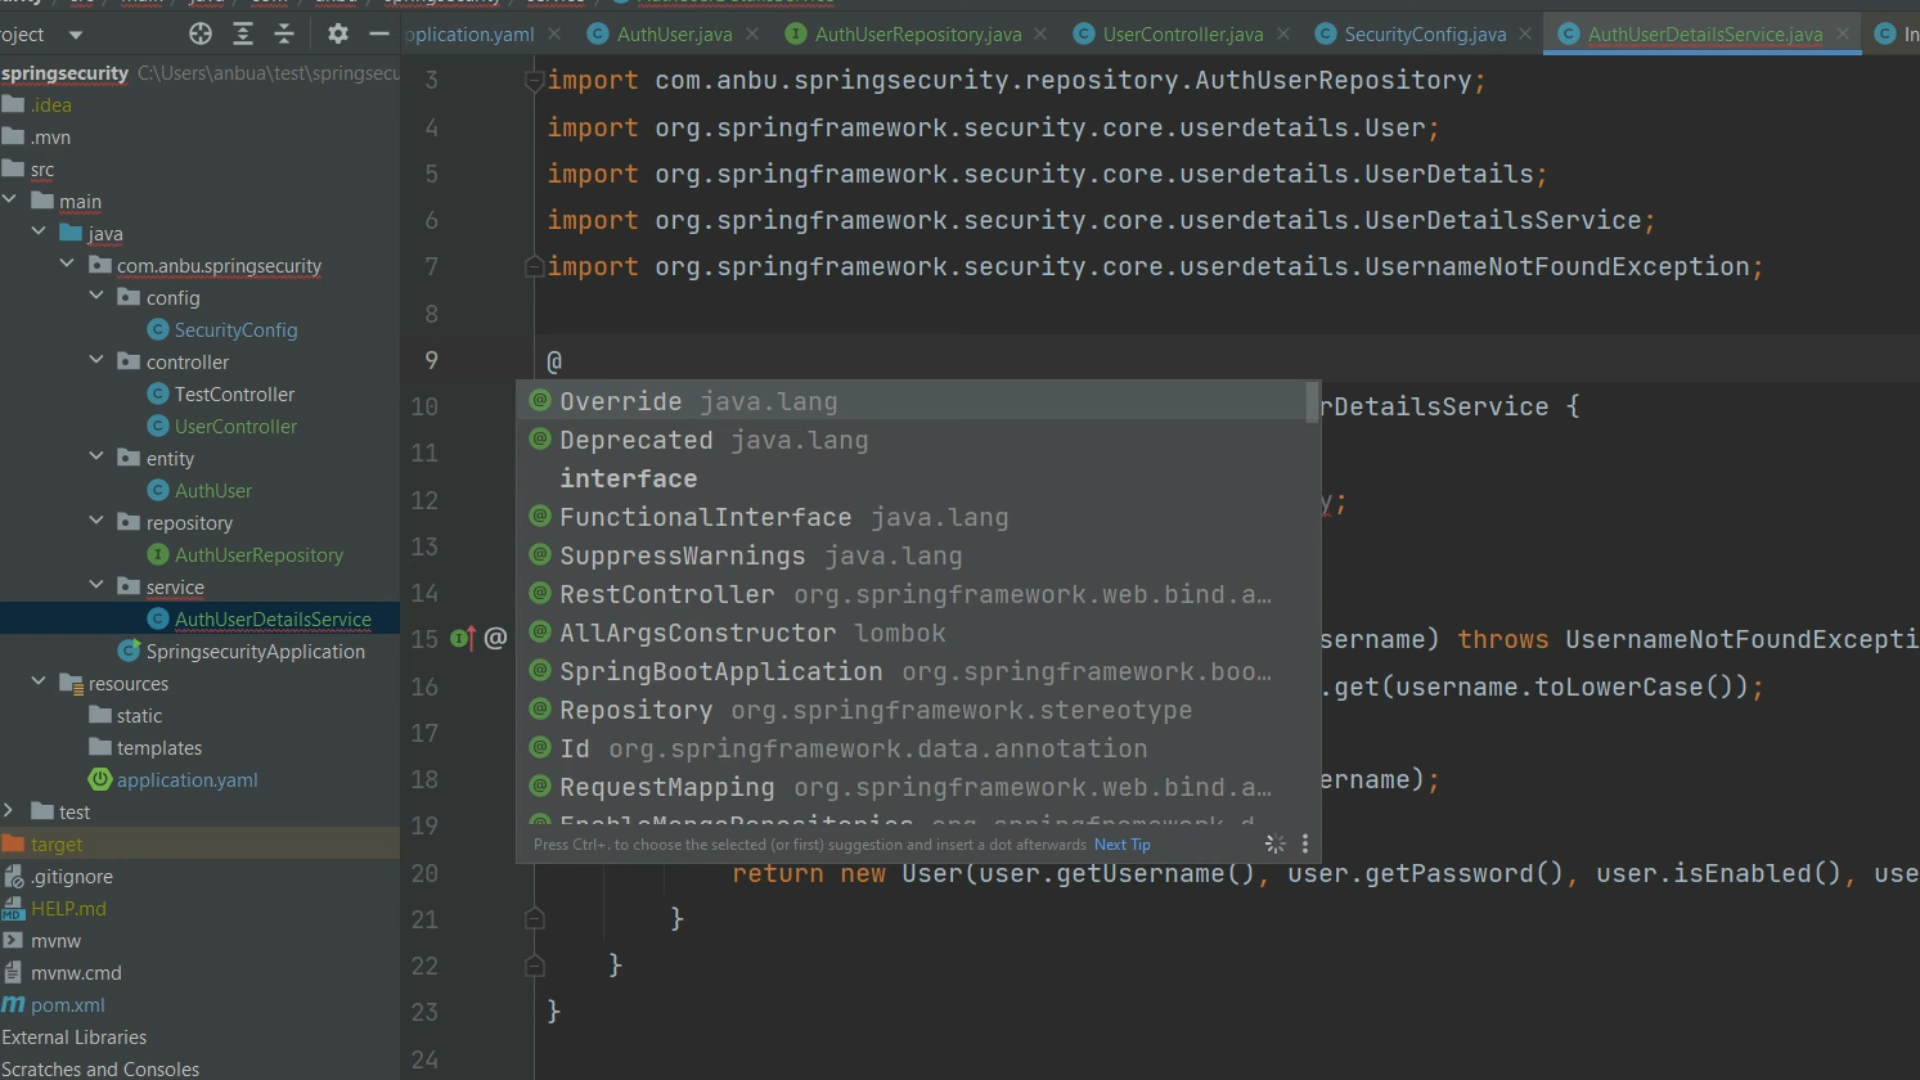 oject
pplication.yaml
AuthUser.java
AuthUserRepository.java
UserController.java
SecurityConfig.java
AuthUserDetailsService.java
In
springsecurity C:\Users\anbua\test\springsecu
.idea
.mvn
src
main
java
com.anbu.springsecurity
config
SecurityConfig
controller
TestController
UserController
entity
AuthUser
repository
AuthUserRepository
service
AuthUserDetailsService
SpringsecurityApplication
resources
static
templates
application.yaml
test
target
.gitignore
HELP.md
mvnw
mvnw.cmd
pom.xml
External Libraries
Scratches and Consoles
3 import com.anbu.springsecurity.repository.AuthUserRepository;
4 import org.springframework.security.core.userdetails.User;
5 import org.springframework.security.core.userdetails.UserDetails;
6 import org.springframework.security.core.userdetails.UserDetailsService;
7 import org.springframework.security.core.userdetails.UsernameNotFoundException;
8
9 @
10 rDetailsService {
11
12 y;
13
14
15 @ sername) throws UsernameNotFoundExcepti
16 .get(username.toLowerCase());
17
18 ername);
19
20 return new User(user.getUsername(), user.getPassword(), user.isEnabled(), use
21 }
22 }
23 }
24
Override java.lang
Deprecated java.lang
interface
FunctionalInterface java.lang
SuppressWarnings java.lang
RestController org.springframework.web.bind.a…
AllArgsConstructor lombok
SpringBootApplication org.springframework.boo…
Repository org.springframework.stereotype
Id org.springframework.data.annotation
RequestMapping org.springframework.web.bind.a…
EnableMongoRepositories org.springframework.d
Press Ctrl+. to choose the selected (or first) suggestion and insert a dot afterwards Next Tip